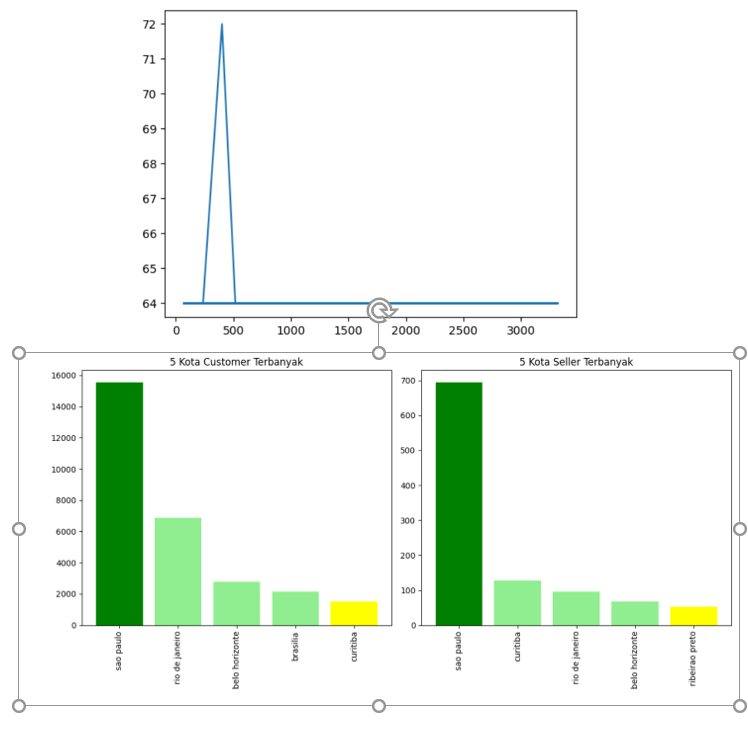 72
71
70
69
68
67
66
65
64
0 500 1000 1500 2000 2500 3000
5 Kota Customer Terbanyak
16000
14000
12000
10000
8000
6000
4000
2000
0
sao paulo
rio de janeiro
belo horizonte
brasilia
curitiba
5 Kota Seller Terbanyak
700
600
500
400
300
200
100
0
sao paulo
curitiba
rio de janeiro
belo horizonte
ribeirao preto